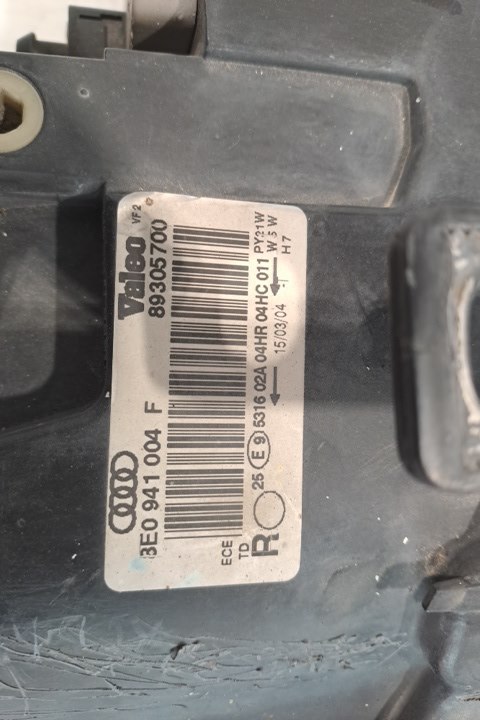 Valeo VF2
89305700
8E0 941 004 F
ECE
TD
R 25 E9 5316 02A 04HR 04HC 011 PY21W
15/03/04 W5W
H7